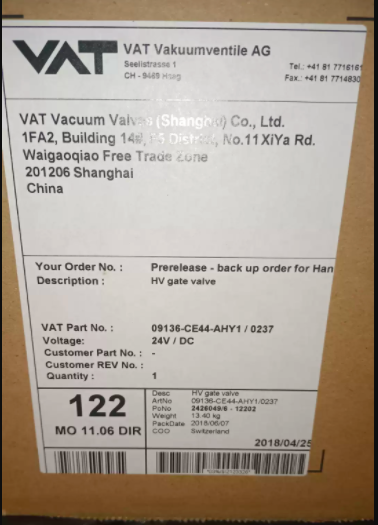 VAT
VAT Vakuumventile AG
Seelistrasse 1
CH - 9469 Haag
Tel.: +41 81 7716161
Fax.: +41 81 7714830
VAT Vacuum Valves (Shanghai) Co., Ltd.
1FA2, Building 14#, No.11 XiYa Rd.
Waigaoqiao Free Trade Zone
201206 Shanghai
China
Your Order No. : Prerelease - back up order for Han
Description : HV gate valve
VAT Part No. : 09136-CE44-AHY1 / 0237
Voltage: 24V / DC
Customer Part No. : -
Customer REV No. :
Quantity : 1
122
MO 11.06 DIR
Desc HV gate valve
ArtNo 09136-CE44-AHY1/0237
PoNo 2426049/6 - 12202
Weight 13.40 kg
PackDate 2018/06/07
COO Switzerland
2018/04/25